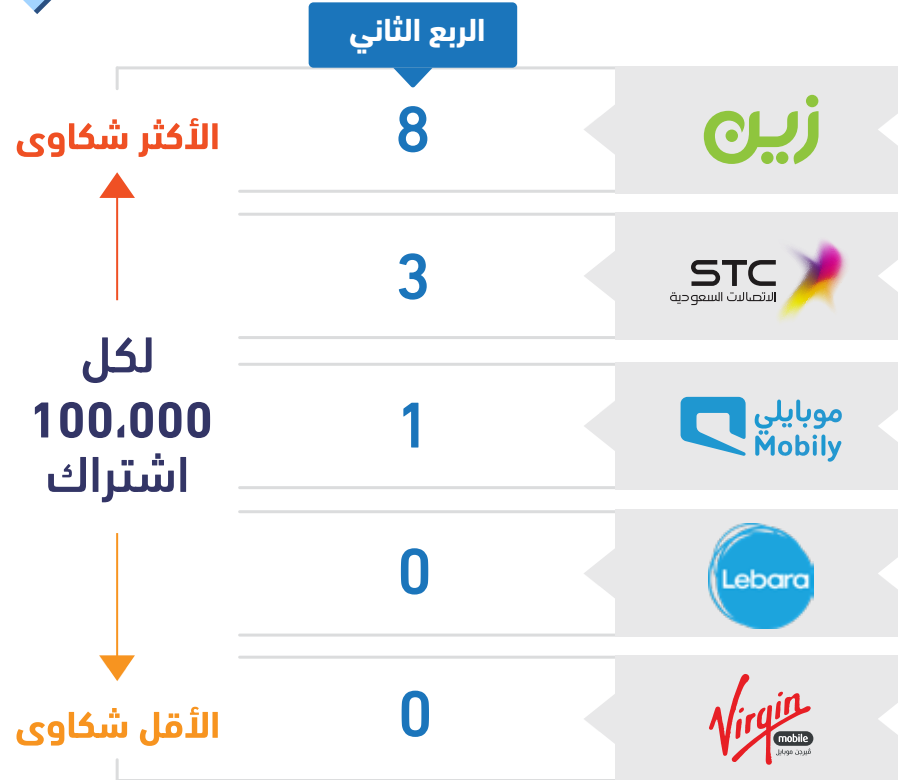 الربع الثاني
زين
8
الأكثر شكاوى
STC
الاتصالات السعودية
3
موبايلي
Mobily
1
لكل
100،000
اشتراك
Lebara
0
Virgin
mobile
ڤيرجن موبايل
0
الأقل شكاوى